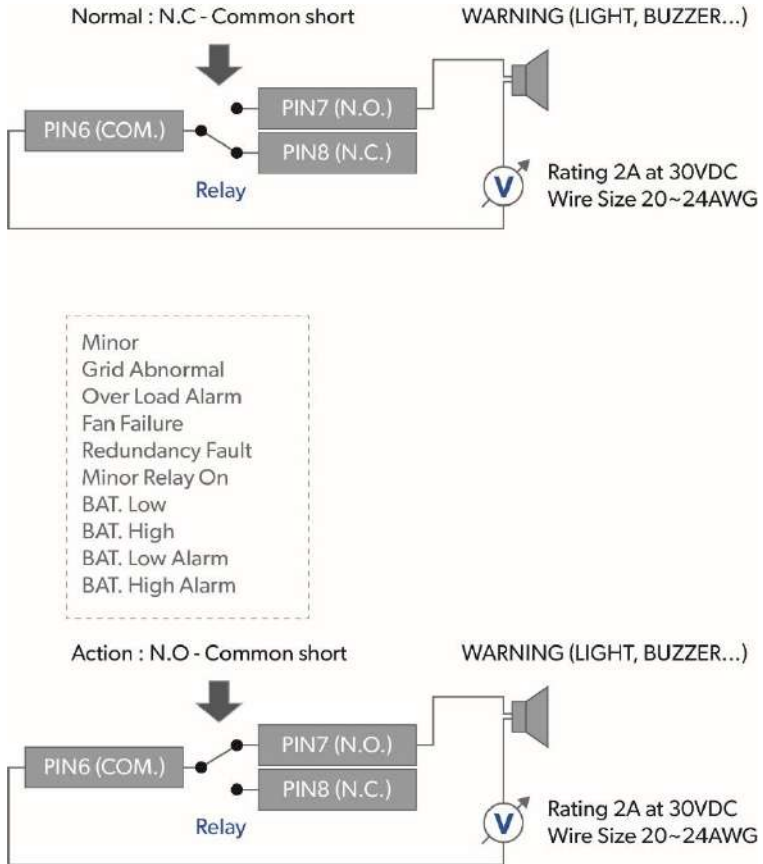 Normal : N.C - Common short
WARNING (LIGHT, BUZZER...)
PIN7 (N.O.)
PIN6 (COM.)
PIN8 (N.C.)
Relay
V
Rating 2A at 30VDC
Wire Size 20~24AWG
Minor
Grid Abnormal
Over Load Alarm
Fan Failure
Redundancy Fault
Minor Relay On
BAT. Low
BAT. High
BAT. Low Alarm
BAT. High Alarm
Action : N.O - Common short
WARNING (LIGHT, BUZZER...)
PIN7 (N.O.)
PIN6 (COM.)
PIN8 (N.C.)
Relay
V
Rating 2A at 30VDC
Wire Size 20~24AWG